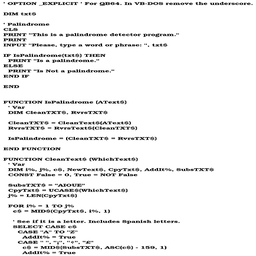 ' OPTION _EXPLICIT ' For QB64. In VB-DOS remove the underscore.
DIM txt$
' Palindrome
CLS
PRINT "This is a palindrome detector program."
PRINT
INPUT "Please, type a word or phrase: ", txt$
IF IsPalindrome(txt$) THEN
PRINT "Is a palindrome."
ELSE
PRINT "Is Not a palindrome."
END IF
END
FUNCTION IsPalindrome (AText$)
' Var
DIM CleanTXT$, RvrsTXT$
CleanTXT$ = CleanText$(AText$)
RvrsTXT$ = RvrsText$(CleanTXT$)
IsPalindrome = (CleanTXT$ = RvrsTXT$)
END FUNCTION
FUNCTION CleanText$ (WhichText$)
' Var
DIM i%, j%, c$, NewText$, CpyTxt$, AddIt%, SubsTXT$
CONST False = 0, True = NOT False
SubsTXT$ = "AIOUE"
CpyTxt$ = UCASE$(WhichText$)
j% = LEN(CpyTxt$)
FOR i% = 1 TO j%
c$ = MID$(CpyTxt$, i%, 1)
' See if it is a letter. Includes Spanish letters.
SELECT CASE c$
CASE "A" TO "Z"
AddIt% = True
c$ = MID$(SubsTXT$, ASC(c$) - 159, 1)
AddIt% = True